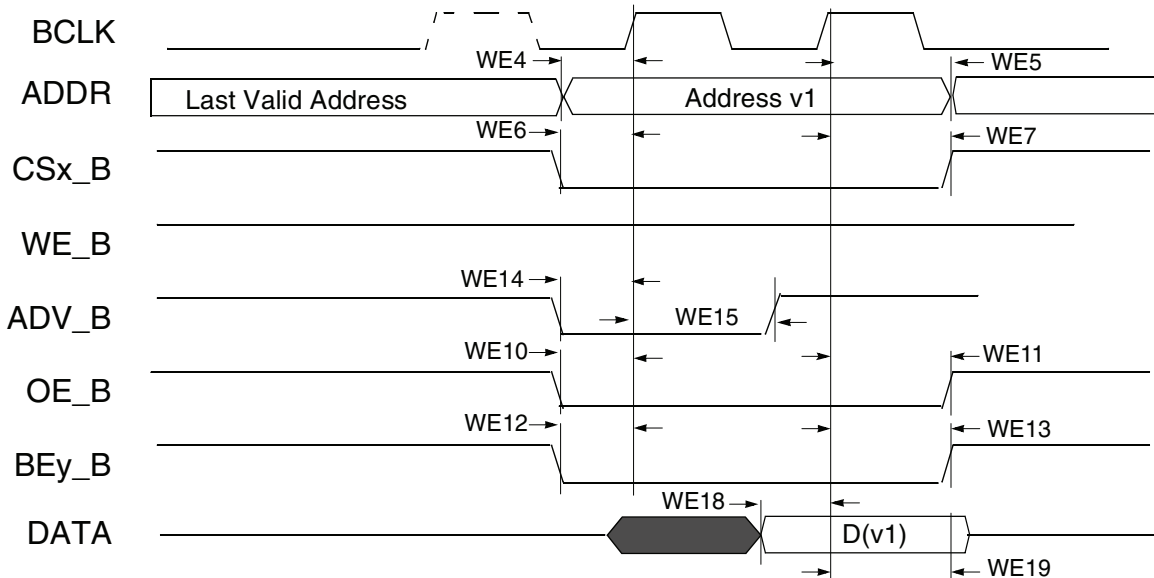 BCLK
WE4
WE5
ADDR
Last Valid Address
Address v1
WE6
WE7
CSx_B
WE_B
WE14
ADV_B
WE15
WE10
WE11
OE_B
WE12
WE13
BEy_B
WE18
DATA
D(v1)
WE19